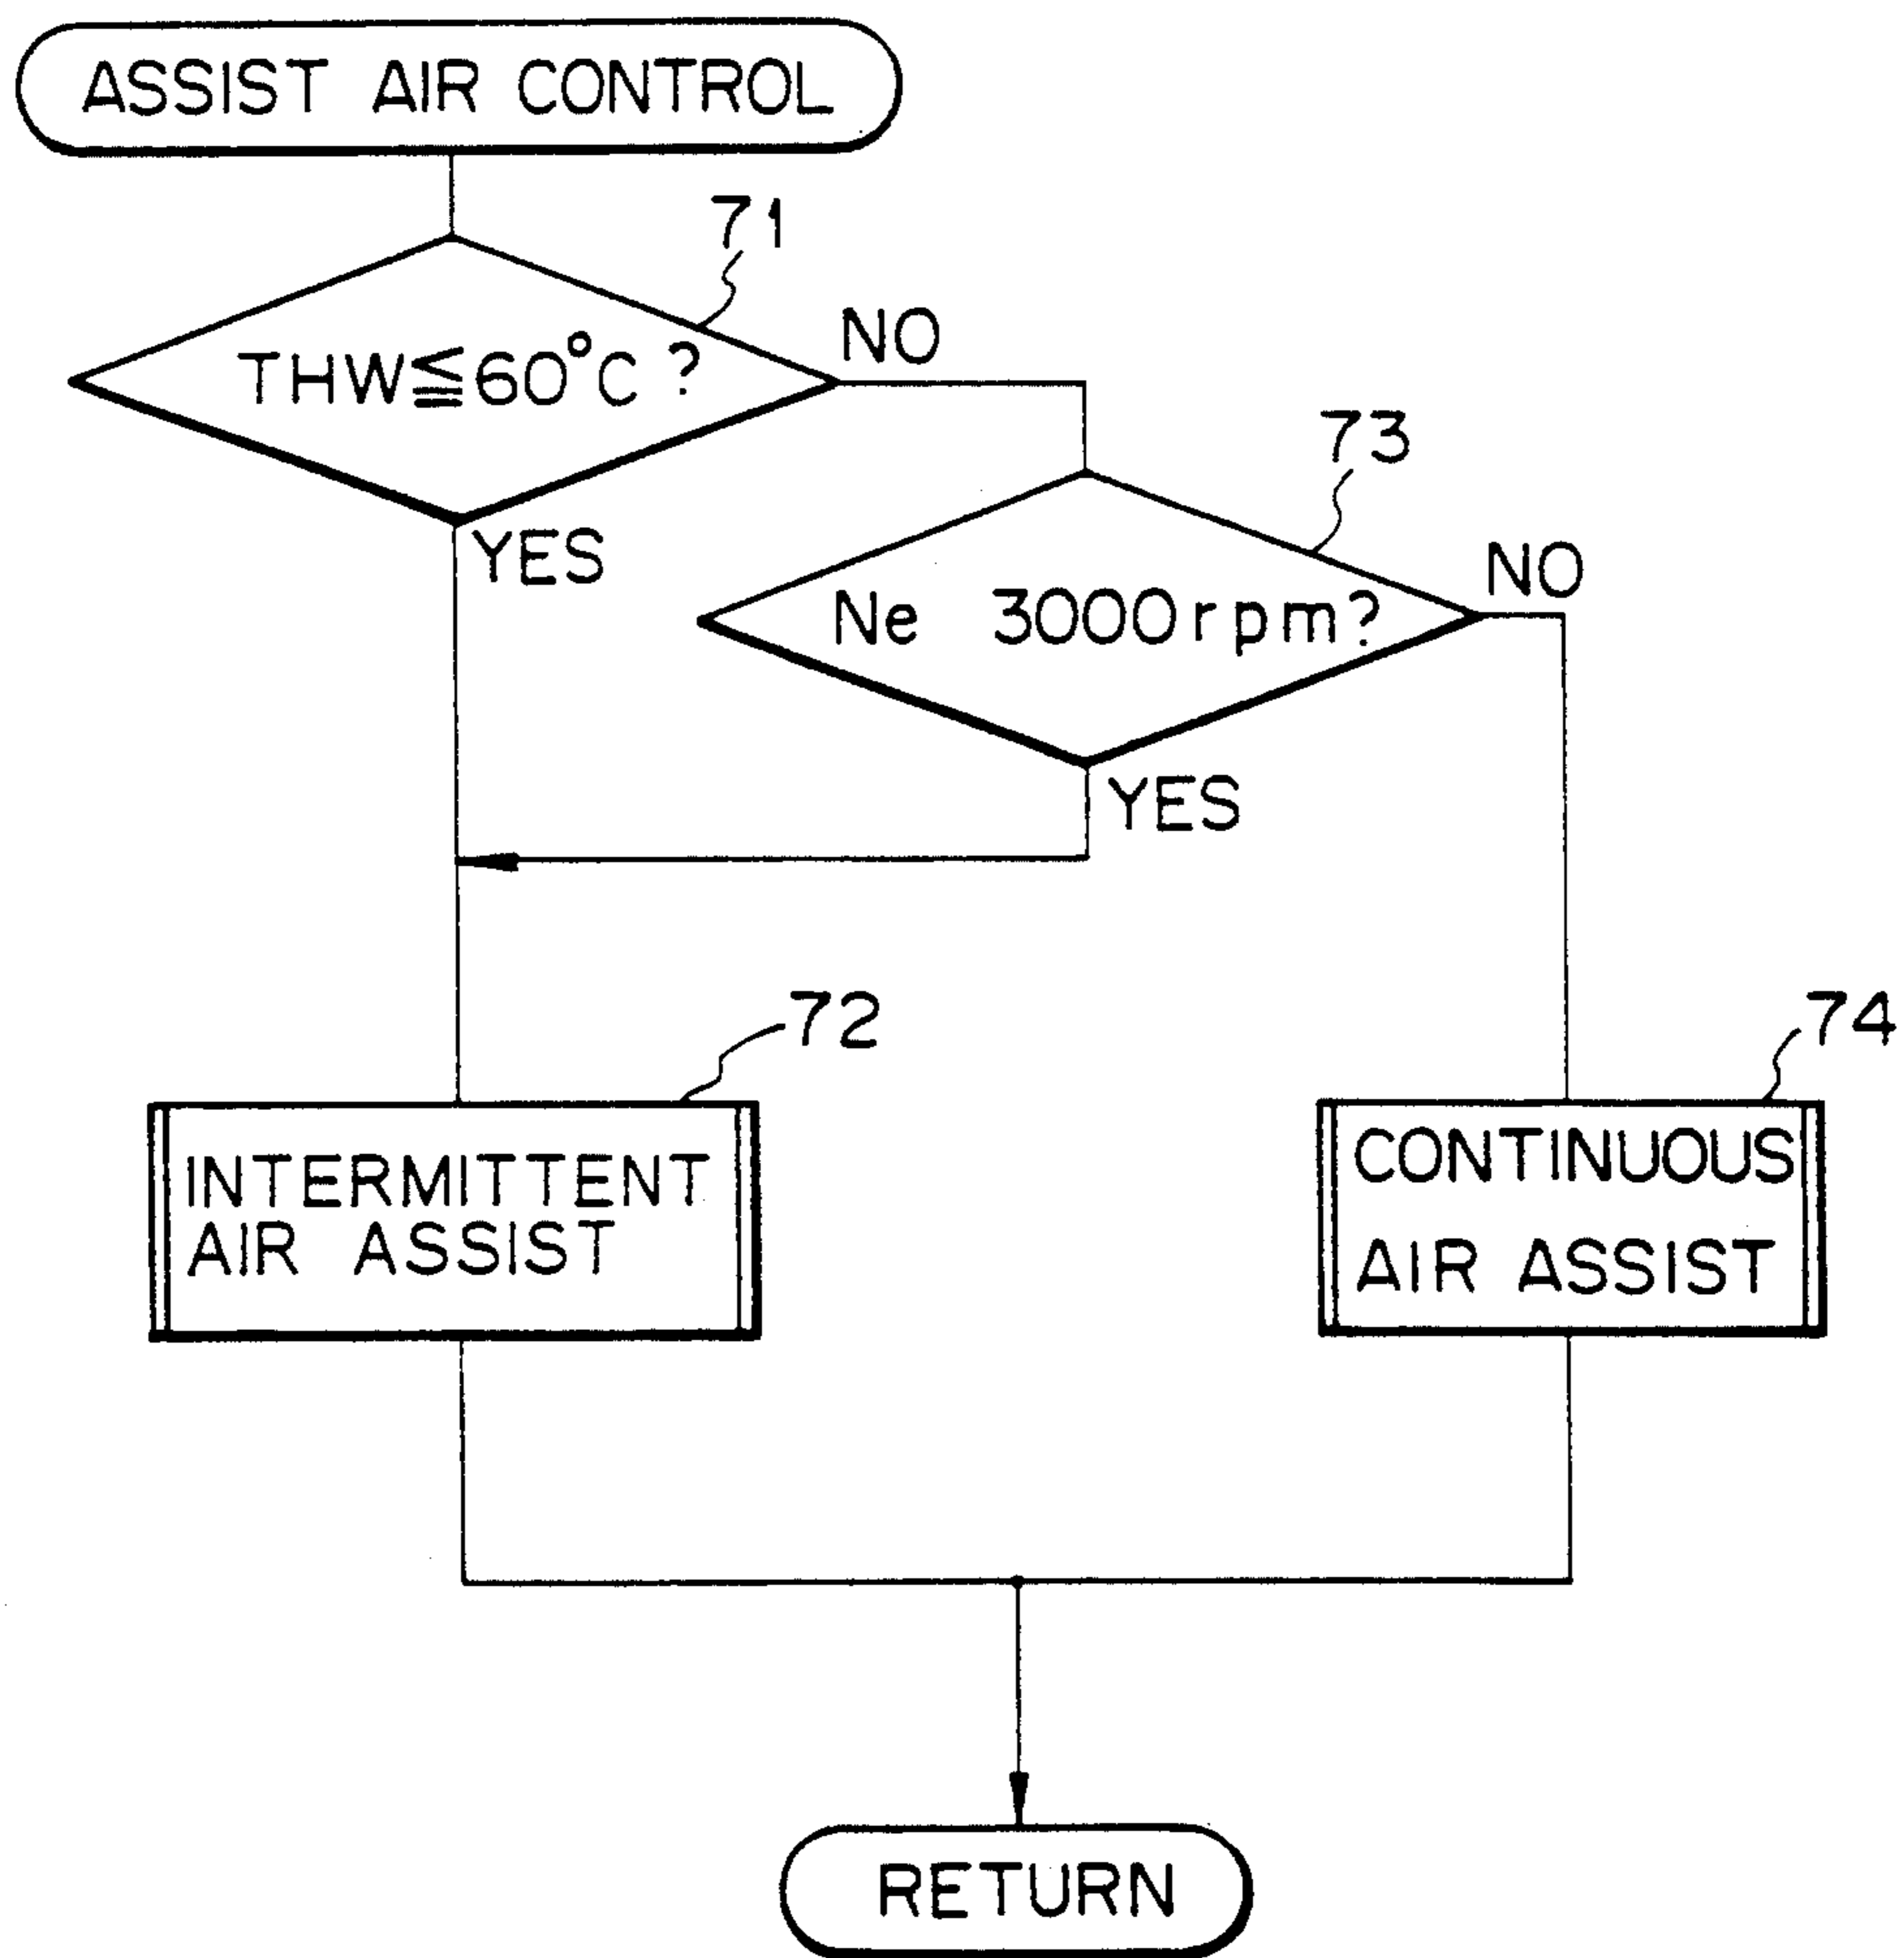 ASSIST AIR CONTROL
71
THW≦60°C?
NO
YES
73
Ne 3000rpm?
NO
YES
72
INTERMITTENT
AIR ASSIST
74
CONTINUOUS
AIR ASSIST
RETURN